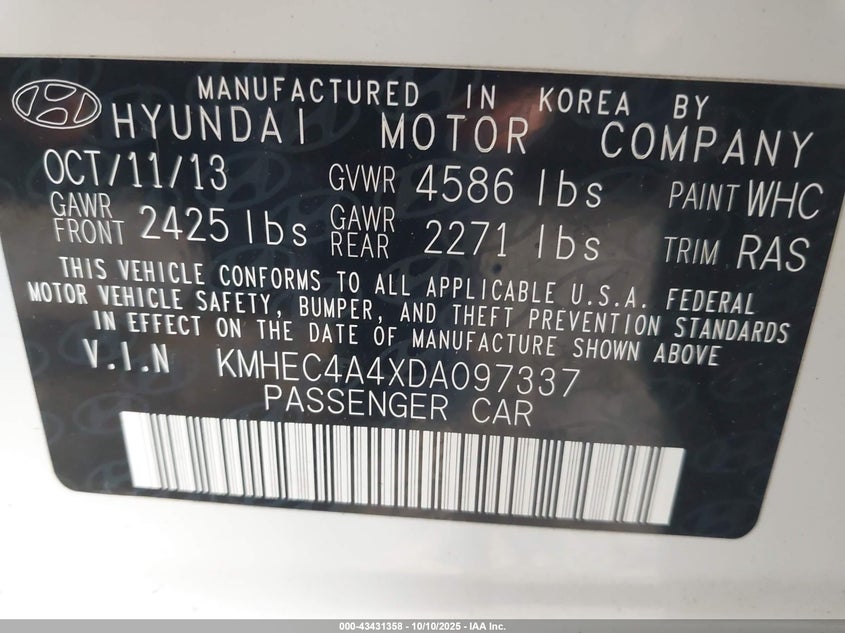 MANUFACTURED IN KOREA BY
HYUNDAI MOTOR COMPANY
OCT/11/13 GVWR 4586 lbs PAINT WHC
GAWR FRONT 2425 lbs GAWR REAR 2271 lbs TRIM RAS
THIS VEHICLE CONFORMS TO ALL APPLICABLE U.S.A. FEDERAL
MOTOR VEHICLE SAFETY, BUMPER, AND THEFT PREVENTION STANDARDS
IN EFFECT ON THE DATE OF MANUFACTURE SHOWN ABOVE
V.I.N KMHEC4A4XDA097337
PASSENGER CAR
000-43431358 - 10/10/2025 - IAA Inc.